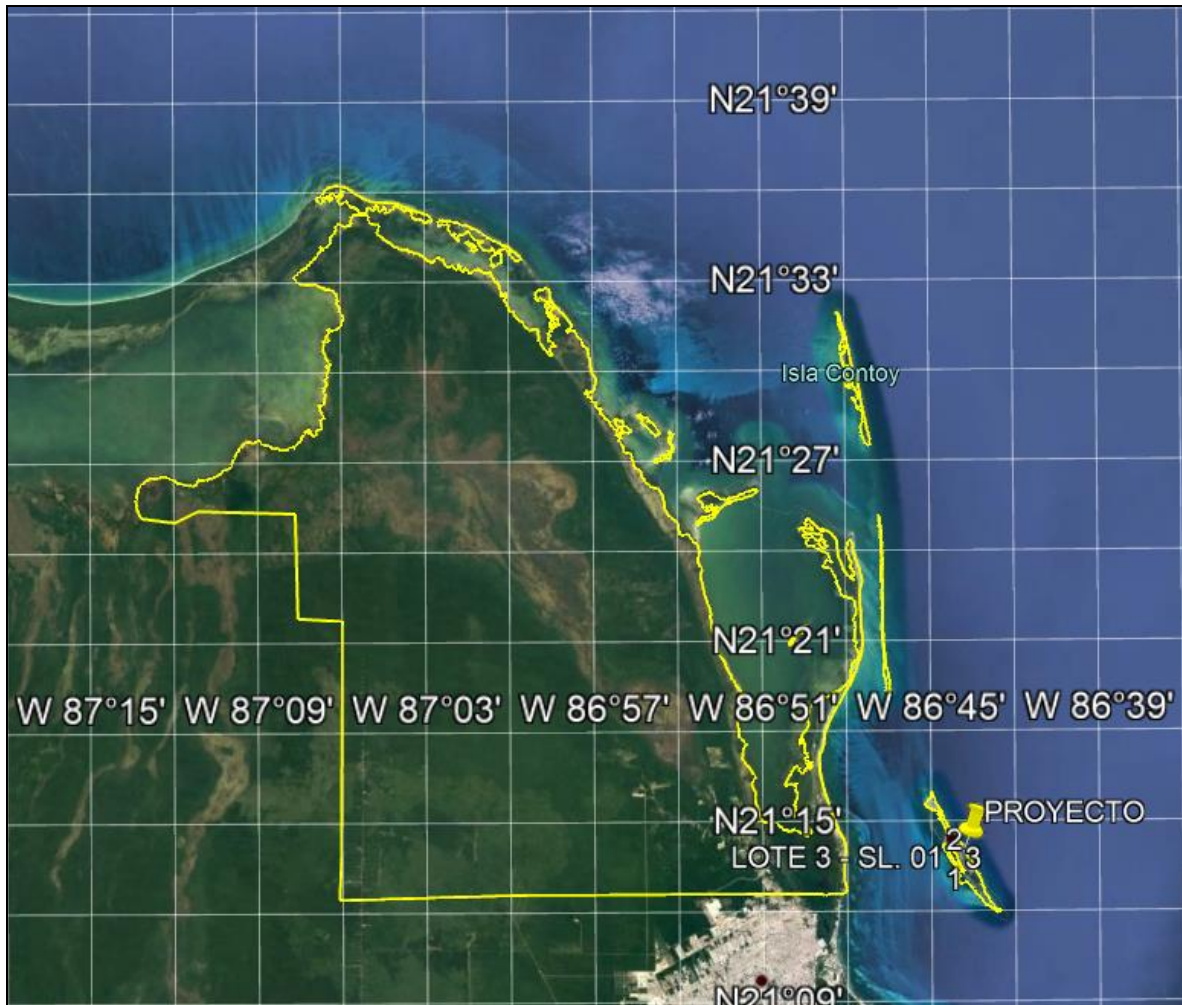 N21°39'
N21°33'
Isla Contoy
N21°27'
N21°21'
W 87°15'
W 87°09'
W 87°03'
W 86°57'
W 86°51'
W 86°45'
W 86°39'
N21°15'
PROYECTO
2
LOTE 3 - SL. 01
3
1
N21°09'